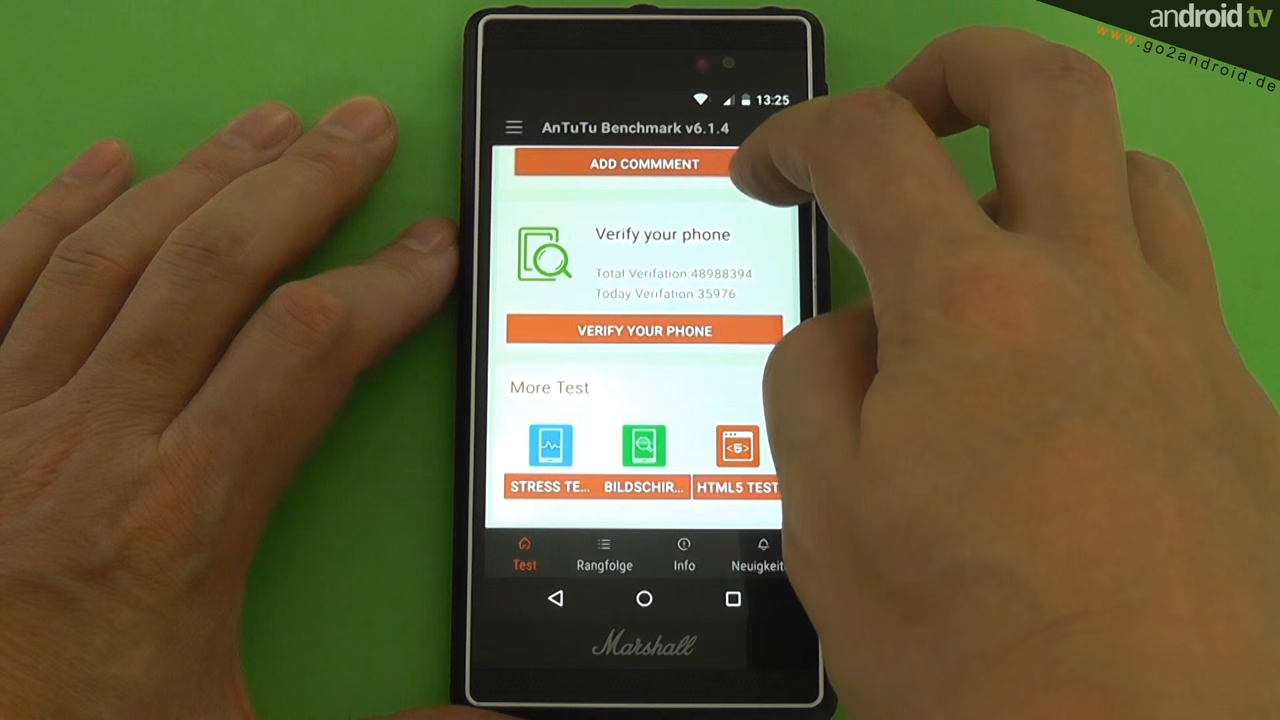 android tv
www.go2android.de
13:25
AnTuTu Benchmark v6.1.4
ADD COMMMENT
Verify your phone
Total Verifation:48988394
Today Verifation:35976
VERIFY YOUR PHONE
More Test
5
STRESS TE... BILDSCHIR... HTML5 TEST
Test Rangfolge Info Neuigkeit
Marshall